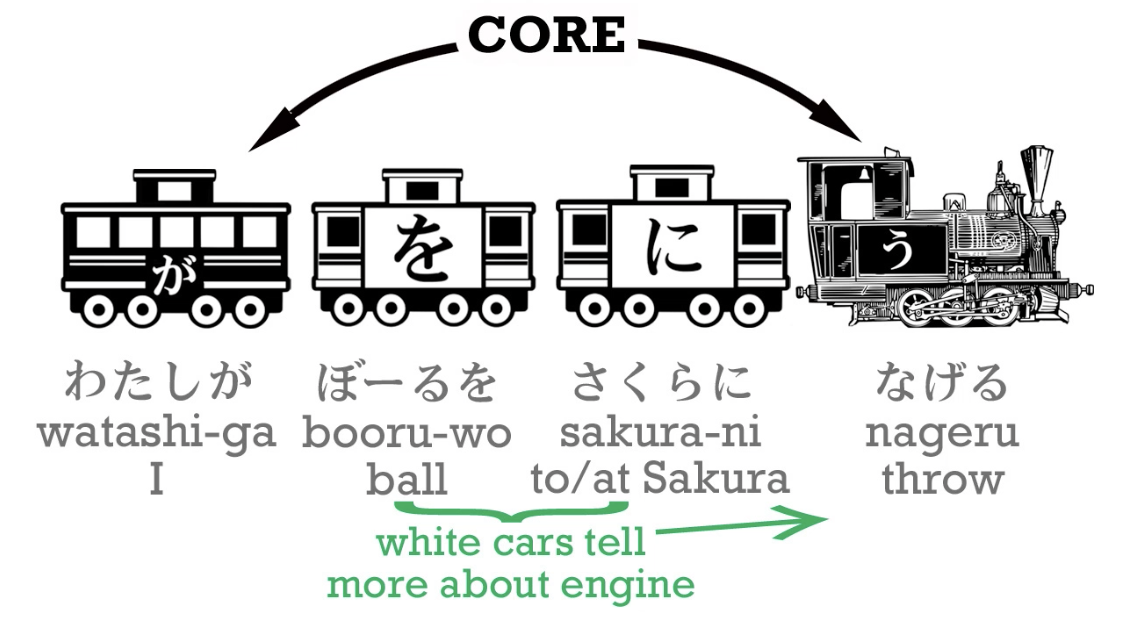 CORE
が
を
に
う
わたしが ぼーるを さくらに なげる
watashi-ga booru-wo sakura-ni nageru
I ball to/at Sakura throw
white cars tell
more about engine